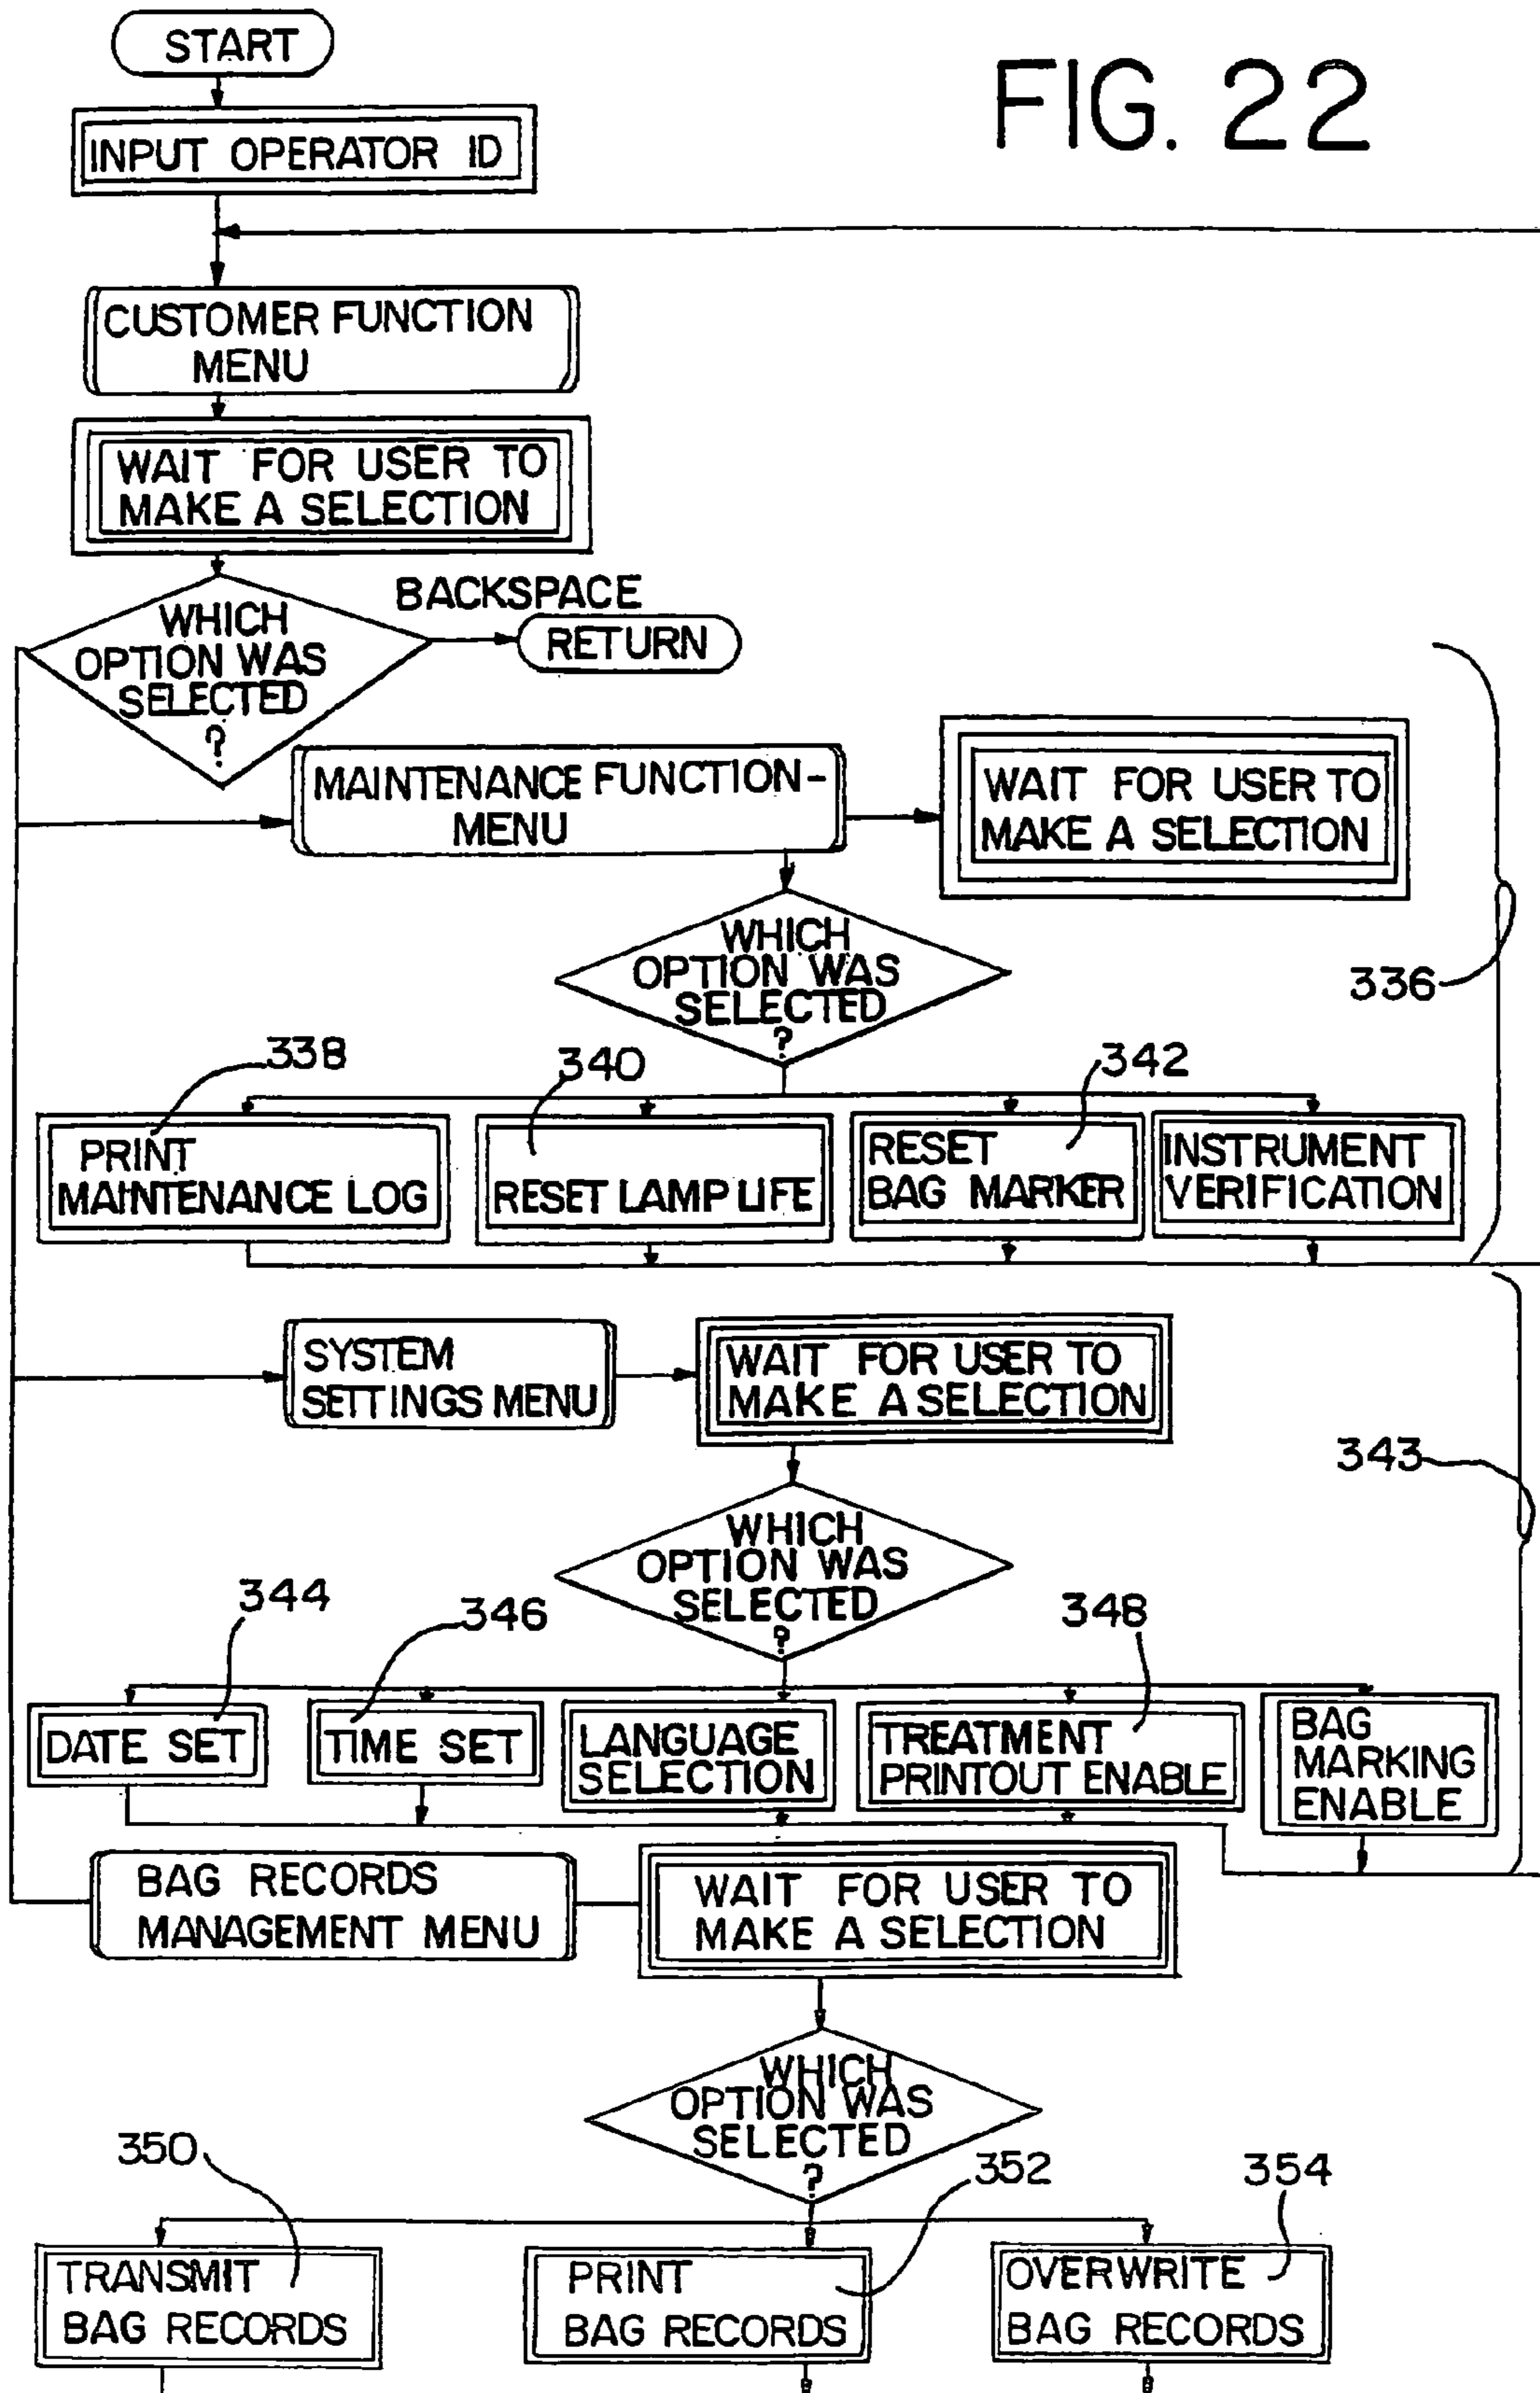 START
FIG. 22
INPUT OPERATOR ID
CUSTOMER FUNCTION
MENU
WAIT FOR USER TO
MAKE A SELECTION
BACKSPACE
WHICH
OPTION WAS
SELECTED
?
RETURN
MAINTENANCE FUNCTION-
MENU
WAIT FOR USER TO
MAKE A SELECTION
WHICH
OPTION WAS
SELECTED
?
336
338
340
342
PRINT
MAINTENANCE LOG
RESET LAMP LIFE
RESET
BAG MARKER
INSTRUMENT
VERIFICATION
SYSTEM
SETTINGS MENU
WAIT FOR USER TO
MAKE A SELECTION
343
WHICH
OPTION WAS
SELECTED
?
344
346
348
DATE SET
TIME SET
LANGUAGE
SELECTION
TREATMENT
PRINTOUT ENABLE
BAG
MARKING
ENABLE
BAG RECORDS
MANAGEMENT MENU
WAIT FOR USER TO
MAKE A SELECTION
WHICH
OPTION WAS
SELECTED
?
350
352
354
TRANSMIT
BAG RECORDS
PRINT
BAG RECORDS
OVERWRITE
BAG RECORDS